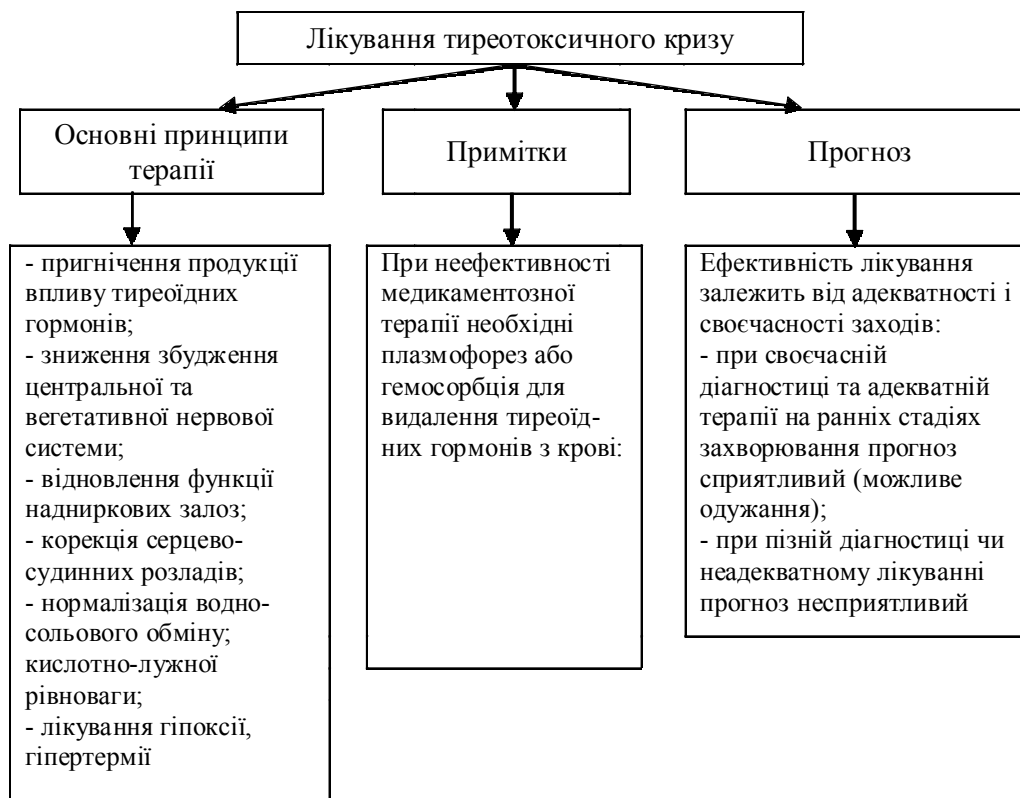 Лікування тиреотоксичного кризу
Основні принципи
терапії
Примітки
Прогноз
- пригнічення продукції
впливу тиреоїдних
гормонів;
- зниження збудження
центральної та
вегетативної нервової
системи;
- відновлення функції
надниркових залоз;
- корекція серцево-
судинних розладів;
- нормалізація водно-
сольового обміну;
кислотно-лужної
рівноваги;
- лікування гіпоксії,
гіпертермії
При неефективності
медикаментозної
терапії необхідні
плазмофорез або
гемосорбція для
видалення тиреоїд-
них гормонів з крові:
Ефективність лікування
залежить від адекватності і
своєчасності заходів:
- при своєчасній
діагностиці та адекватній
терапії на ранніх стадіях
захворювання прогноз
сприятливий (можливе
одужання);
- при пізній діагностиці чи
неадекватному лікуванні
прогноз несприятливий